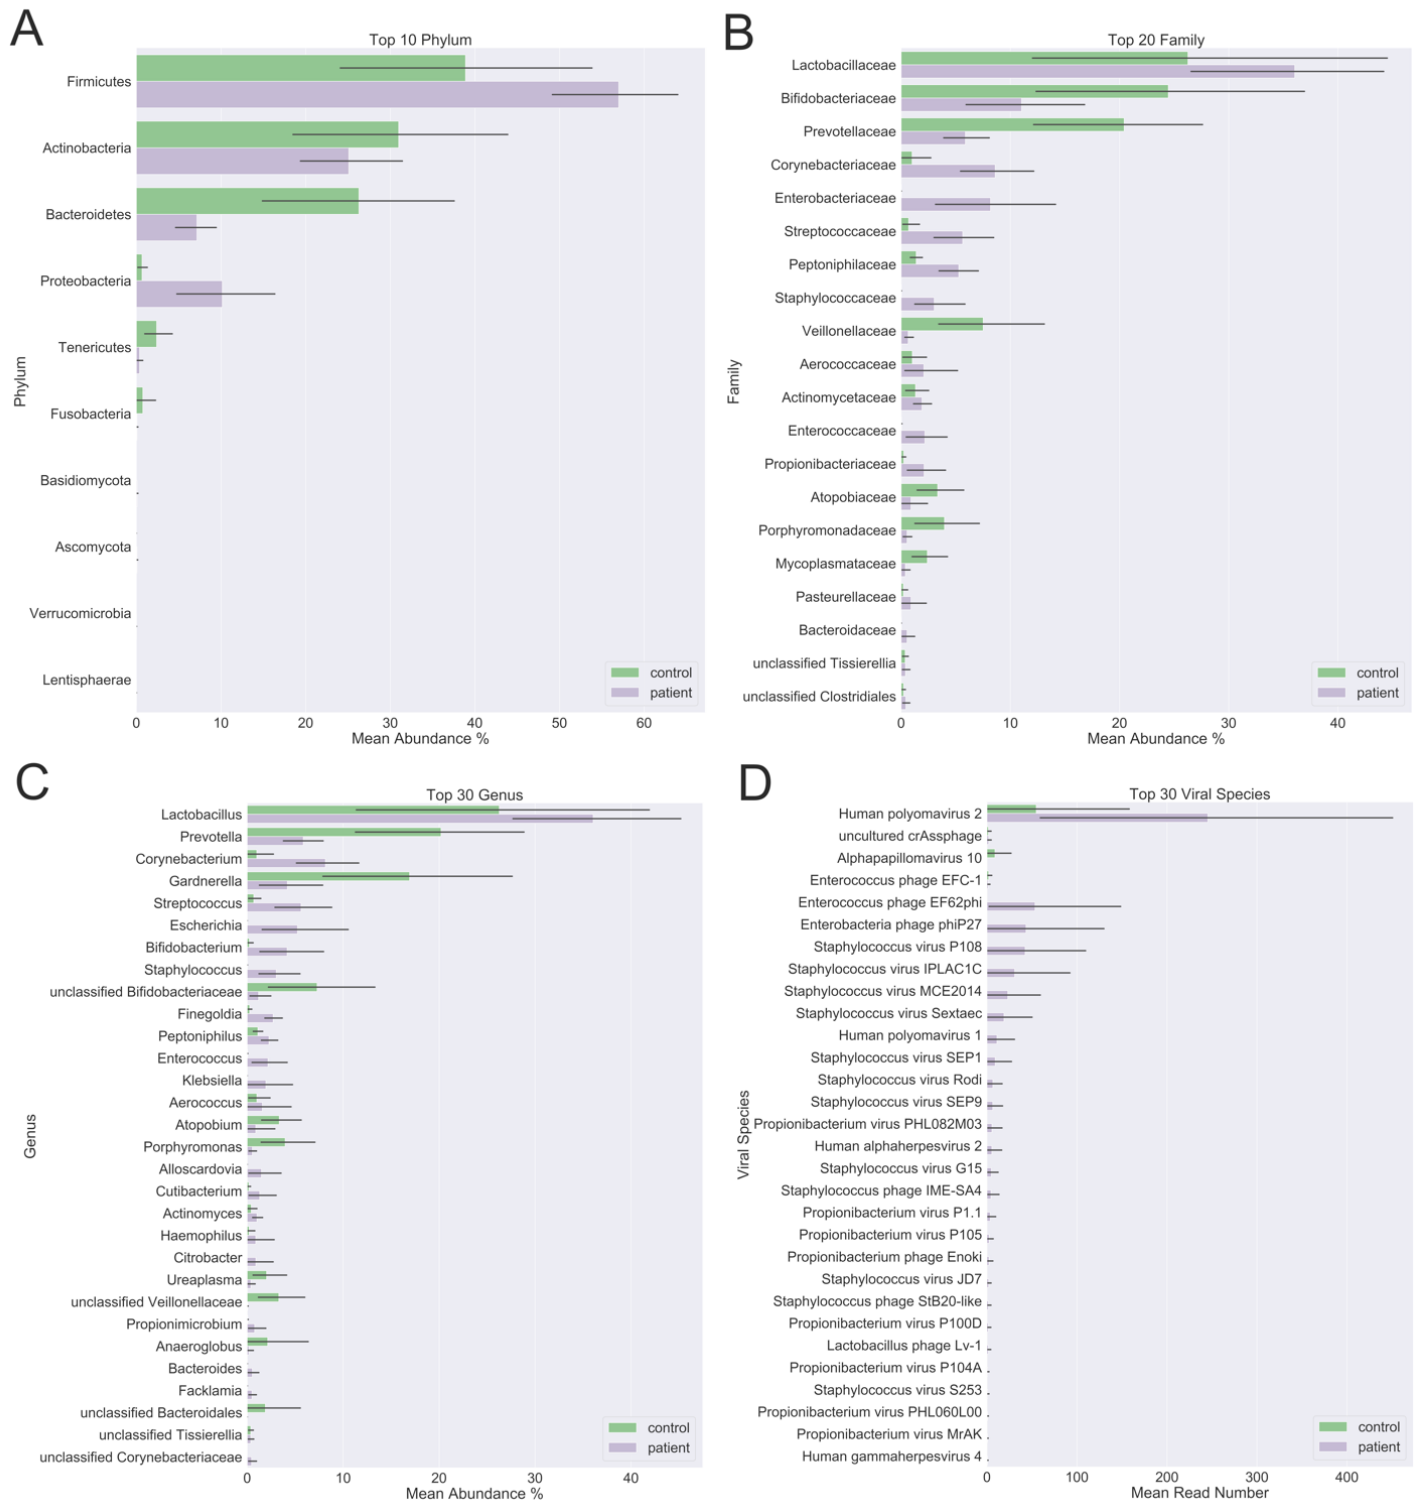 A
Top 10 Phylum
Phylum
Firmicutes
Actinobacteria
Bacteroidetes
Proteobacteria
Tenericutes
Fusobacteria
Basidiomycota
Ascomycota
Verrucomicrobia
Lentisphaerae
control
patient
0 10 20 30 40 50 60
Mean Abundance %
B
Top 20 Family
Family
Lactobacillaceae
Bifidobacteriaceae
Prevotellaceae
Corynebacteriaceae
Enterobacteriaceae
Streptococcaceae
Peptoniphilaceae
Staphylococcaceae
Veillonellaceae
Aerococcaceae
Actinomycetaceae
Enterococcaceae
Propionibacteriaceae
Atopobiaceae
Porphyromonadaceae
Mycoplasmataceae
Pasteurellaceae
Bacteroidaceae
unclassified Tissierellia
unclassified Clostridiales
control
patient
0 10 20 30 40
Mean Abundance %
C
Top 30 Genus
Genus
Lactobacillus
Prevotella
Corynebacterium
Gardnerella
Streptococcus
Escherichia
Bifidobacterium
Staphylococcus
unclassified Bifidobacteriaceae
Finegoldia
Peptoniphilus
Enterococcus
Klebsiella
Aerococcus
Atopobium
Porphyromonas
Alloscardovia
Cutibacterium
Actinomyces
Haemophilus
Citrobacter
Ureaplasma
unclassified Veillonellaceae
Propionimicrobium
Anaeroglobus
Bacteroides
Facklamia
unclassified Bacteroidales
unclassified Tissierellia
unclassified Corynebacteriaceae
control
patient
0 10 20 30 40
Mean Abundance %
D
Top 30 Viral Species
Viral Species
Human polyomavirus 2
uncultured crAssphage
Alphapapillomavirus 10
Enterococcus phage EFC-1
Enterococcus phage EF62phi
Enterobacteria phage phiP27
Staphylococcus virus P108
Staphylococcus virus IPLAC1C
Staphylococcus virus MCE2014
Staphylococcus virus Sextaec
Human polyomavirus 1
Staphylococcus virus SEP1
Staphylococcus virus Rodi
Staphylococcus virus SEP9
Propionibacterium virus PHL082M03
Human alphaherpesvirus 2
Staphylococcus virus G15
Staphylococcus phage IME-SA4
Propionibacterium virus P1.1
Propionibacterium virus P105
Propionibacterium phage Enoki
Staphylococcus virus JD7
Staphylococcus phage StB20-like
Propionibacterium virus P100D
Lactobacillus phage Lv-1
Propionibacterium virus P104A
Staphylococcus virus S253
Propionibacterium virus PHL060L00
Propionibacterium virus MrAK
Human gammaherpesvirus 4
control
patient
0 100 200 300 400
Mean Read Number